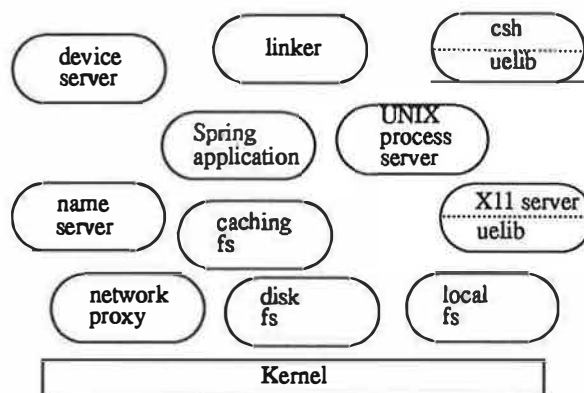 device
server
linker
csh
uelib
Spring
application
UNIX
process
server
name
server
caching
fs
X11 server
uelib
network
proxy
disk
fs
local
fs
Kernel